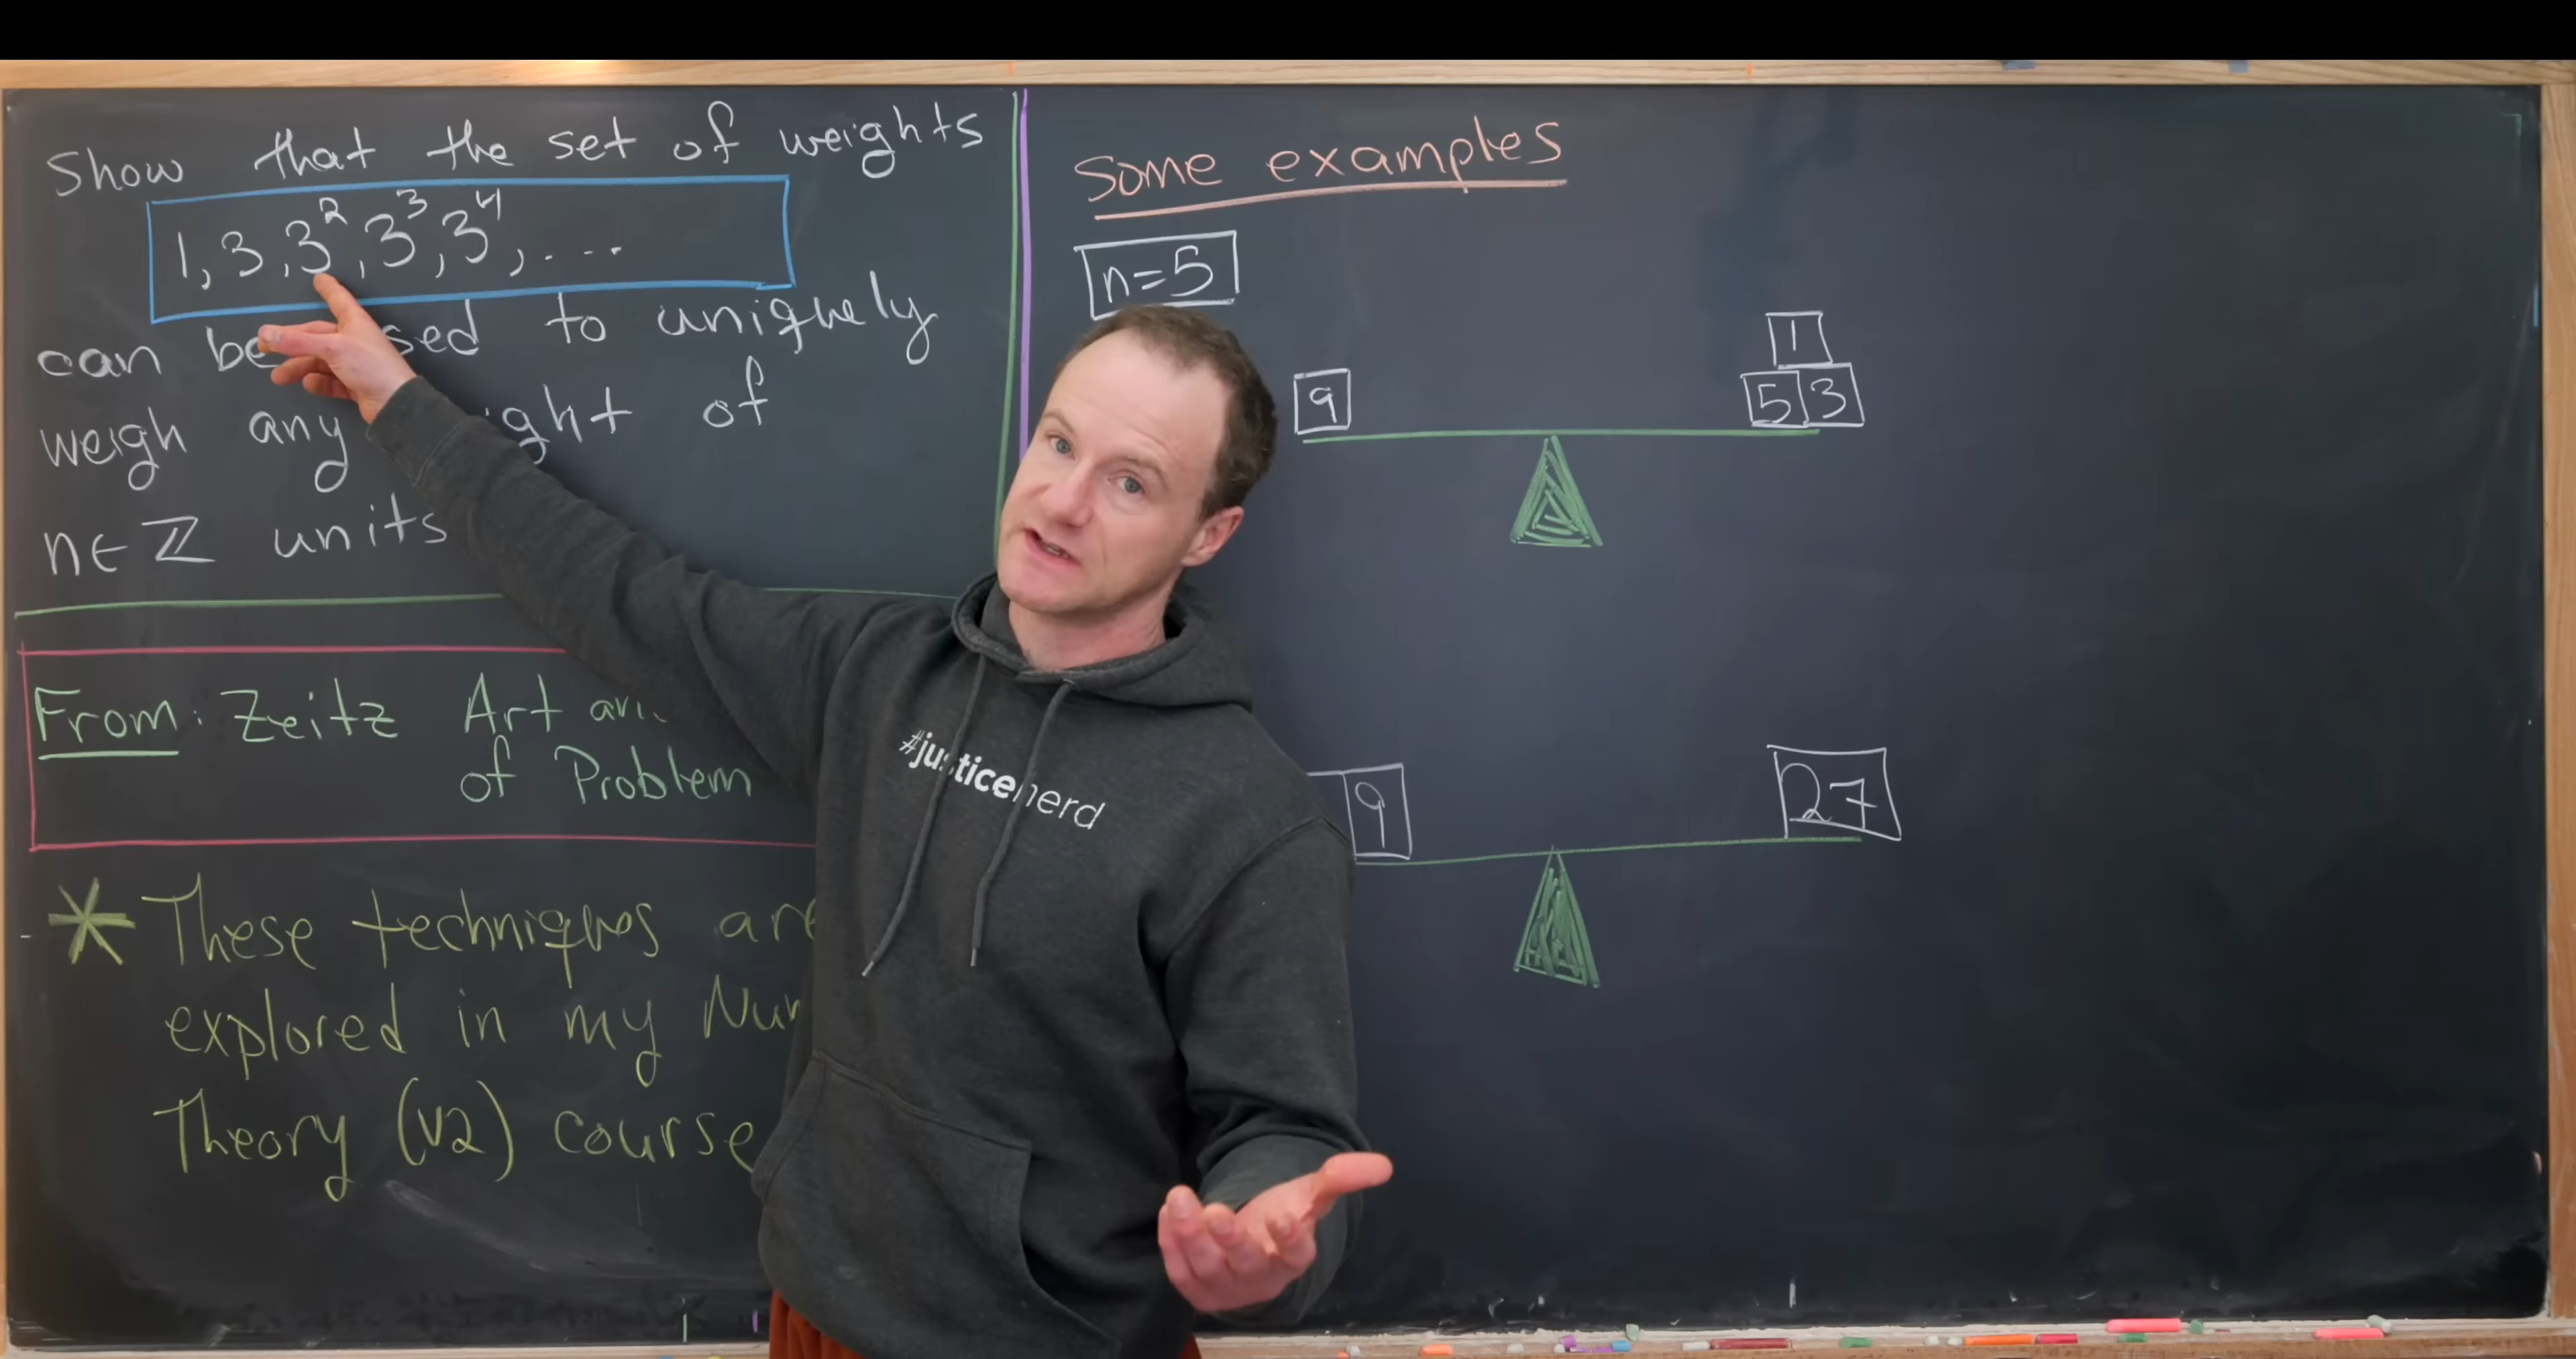 Show that the set of weights
1, 3, 3², 3³, 3⁴, ...
can be used to uniquely
weigh any of
n ∈ ℤ units
From: Zeitz Art
of Problem
* These techniques are
explored in my
Theory (v2) course
Some examples
n=5
1
9 5 3
9 27
#justicenerd